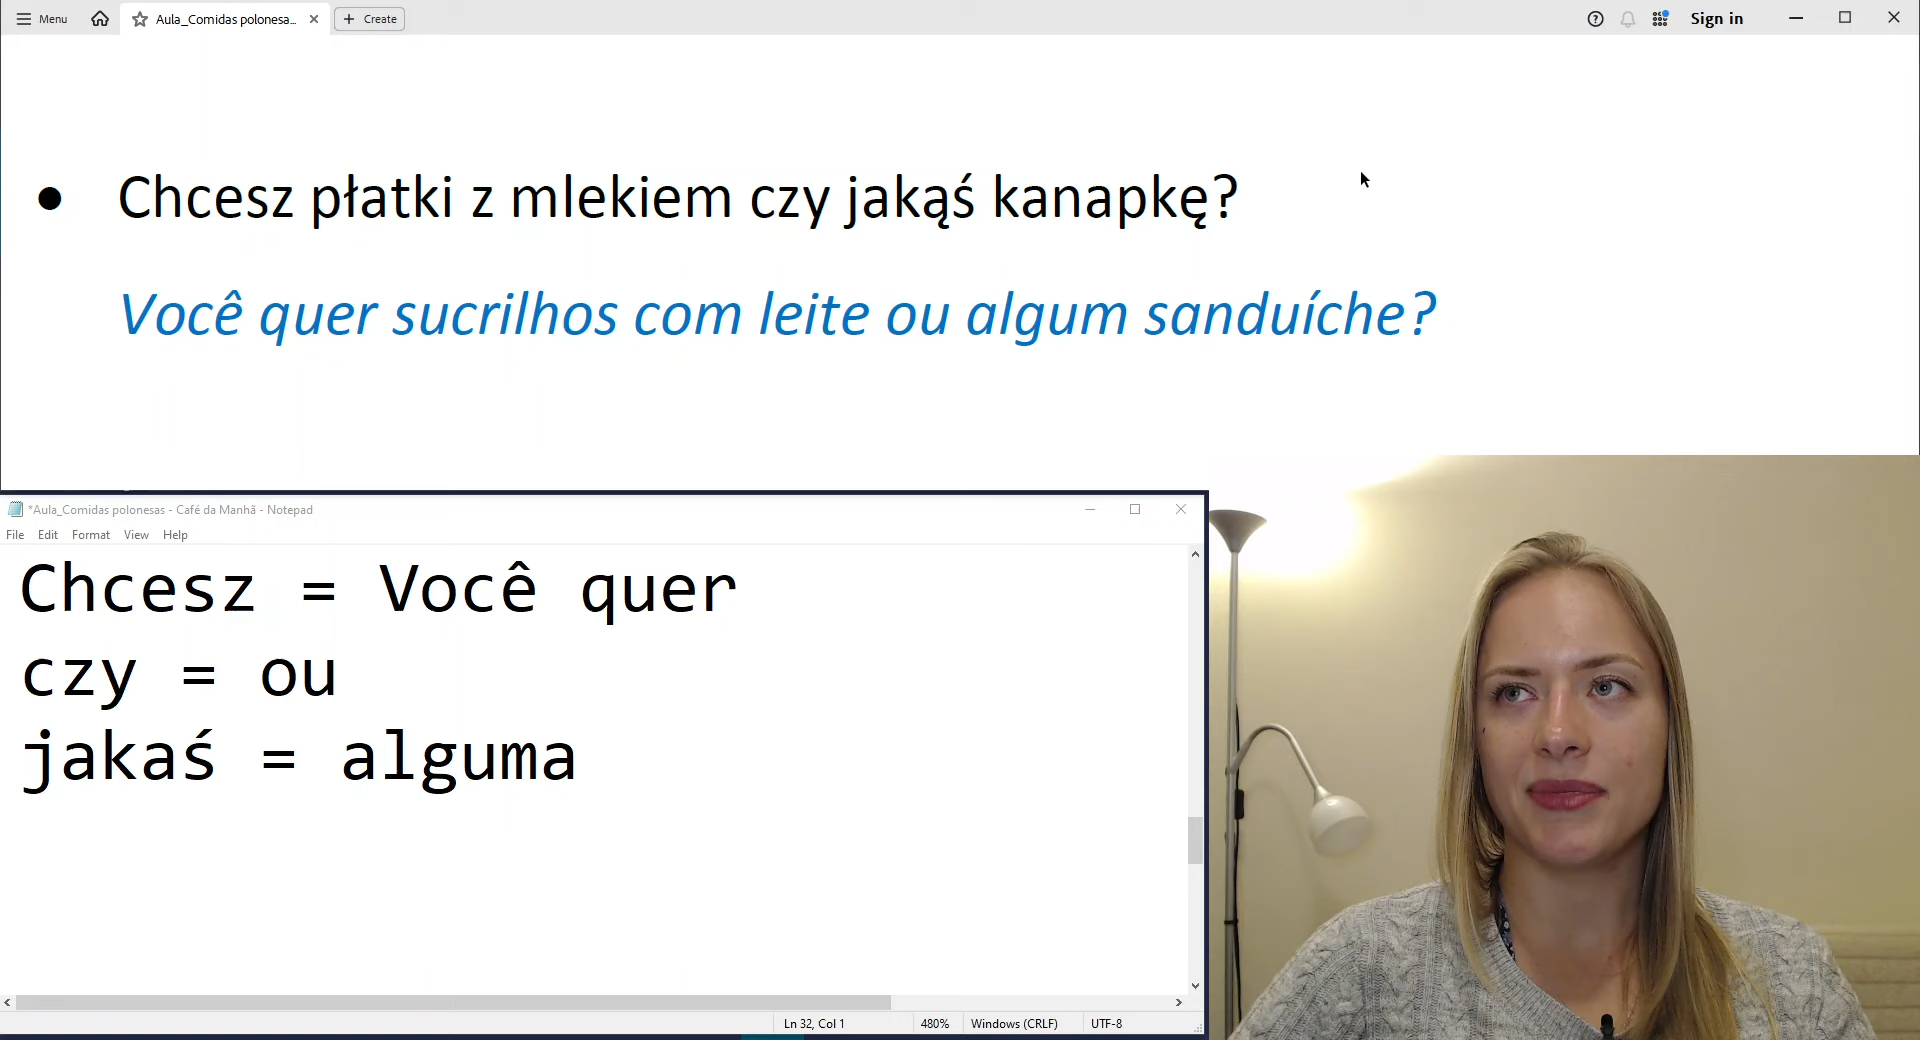 Menu
Aula_Comidas polonesa...
Create
Sign in
Chcesz płatki z mlekiem czy jakąś kanapkę?
Você quer sucrilhos com leite ou algum sanduíche?
*Aula_Comidas polonesas - Café da Manhã - Notepad
File Edit Format View Help
Chcesz = Você quer
czy = ou
jakaś = alguma
Ln 32, Col 1 480% Windows (CRLF) UTF-8